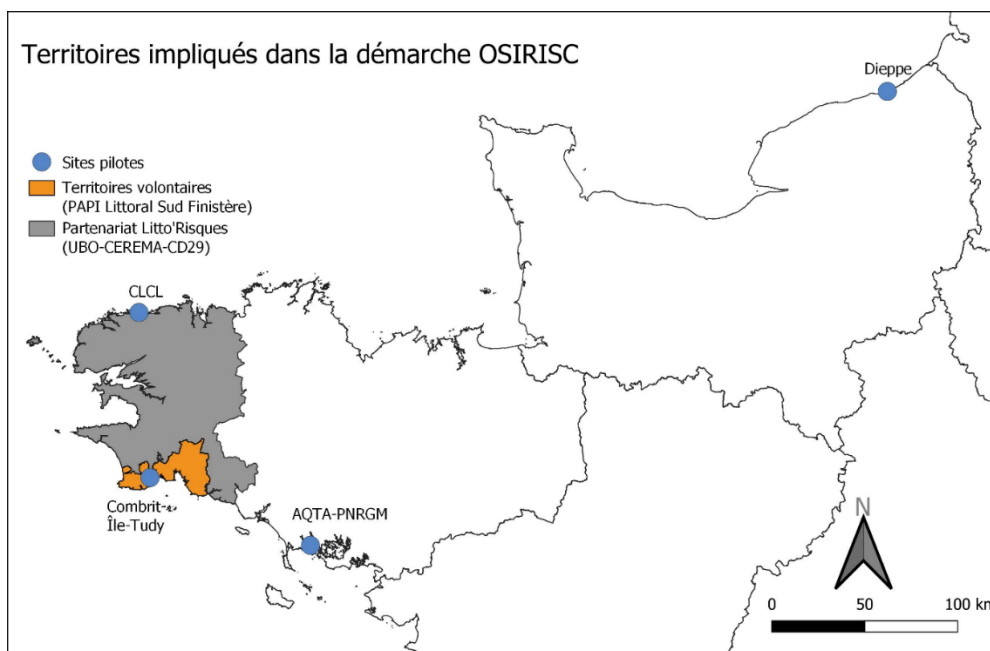 Territoires impliqués dans la démarche OSIRISC
Dieppe
Sites pilotes
Territoires volontaires
(PAPI Littoral Sud Finistère)
Partenariat Litto'Risques
(UBO-CEREMA-CD29)
CLCL
Combrit-
Île-Tudy
AQTA-PNRGM
N
0 50 100 km